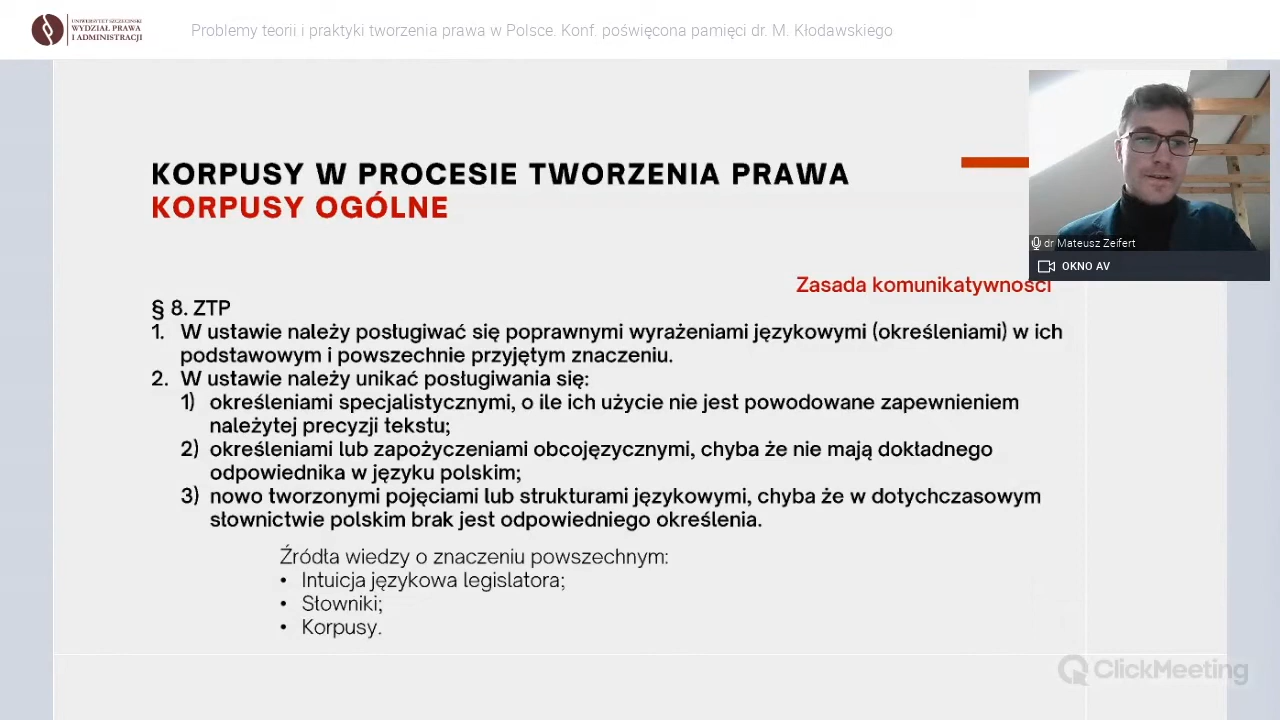 UNIWERSYTET SZCZECIŃSKI
WYDZIAŁ PRAWA
I ADMINISTRACJI
Problemy teorii i praktyki tworzenia prawa w Polsce. Konf. poświęcona pamięci dr. M. Kłodawskiego
KORPUSY W PROCESIE TWORZENIA PRAWA
KORPUSY OGÓLNE
dr Mateusz Zeifert
OKNO AV
Zasada komunikatywności
§ 8. ZTP
1. W ustawie należy posługiwać się poprawnymi wyrażeniami językowymi (określeniami) w ich
podstawowym i powszechnie przyjętym znaczeniu.
2. W ustawie należy unikać posługiwania się:
1) określeniami specjalistycznymi, o ile ich użycie nie jest powodowane zapewnieniem
należytej precyzji tekstu;
2) określeniami lub zapożyczeniami obcojęzycznymi, chyba że nie mają dokładnego
odpowiednika w języku polskim;
3) nowo tworzonymi pojęciami lub strukturami językowymi, chyba że w dotychczasowym
słownictwie polskim brak jest odpowiedniego określenia.
Źródła wiedzy o znaczeniu powszechnym:
• Intuicja językowa legislatora;
• Słowniki;
• Korpusy.
ClickMeeting